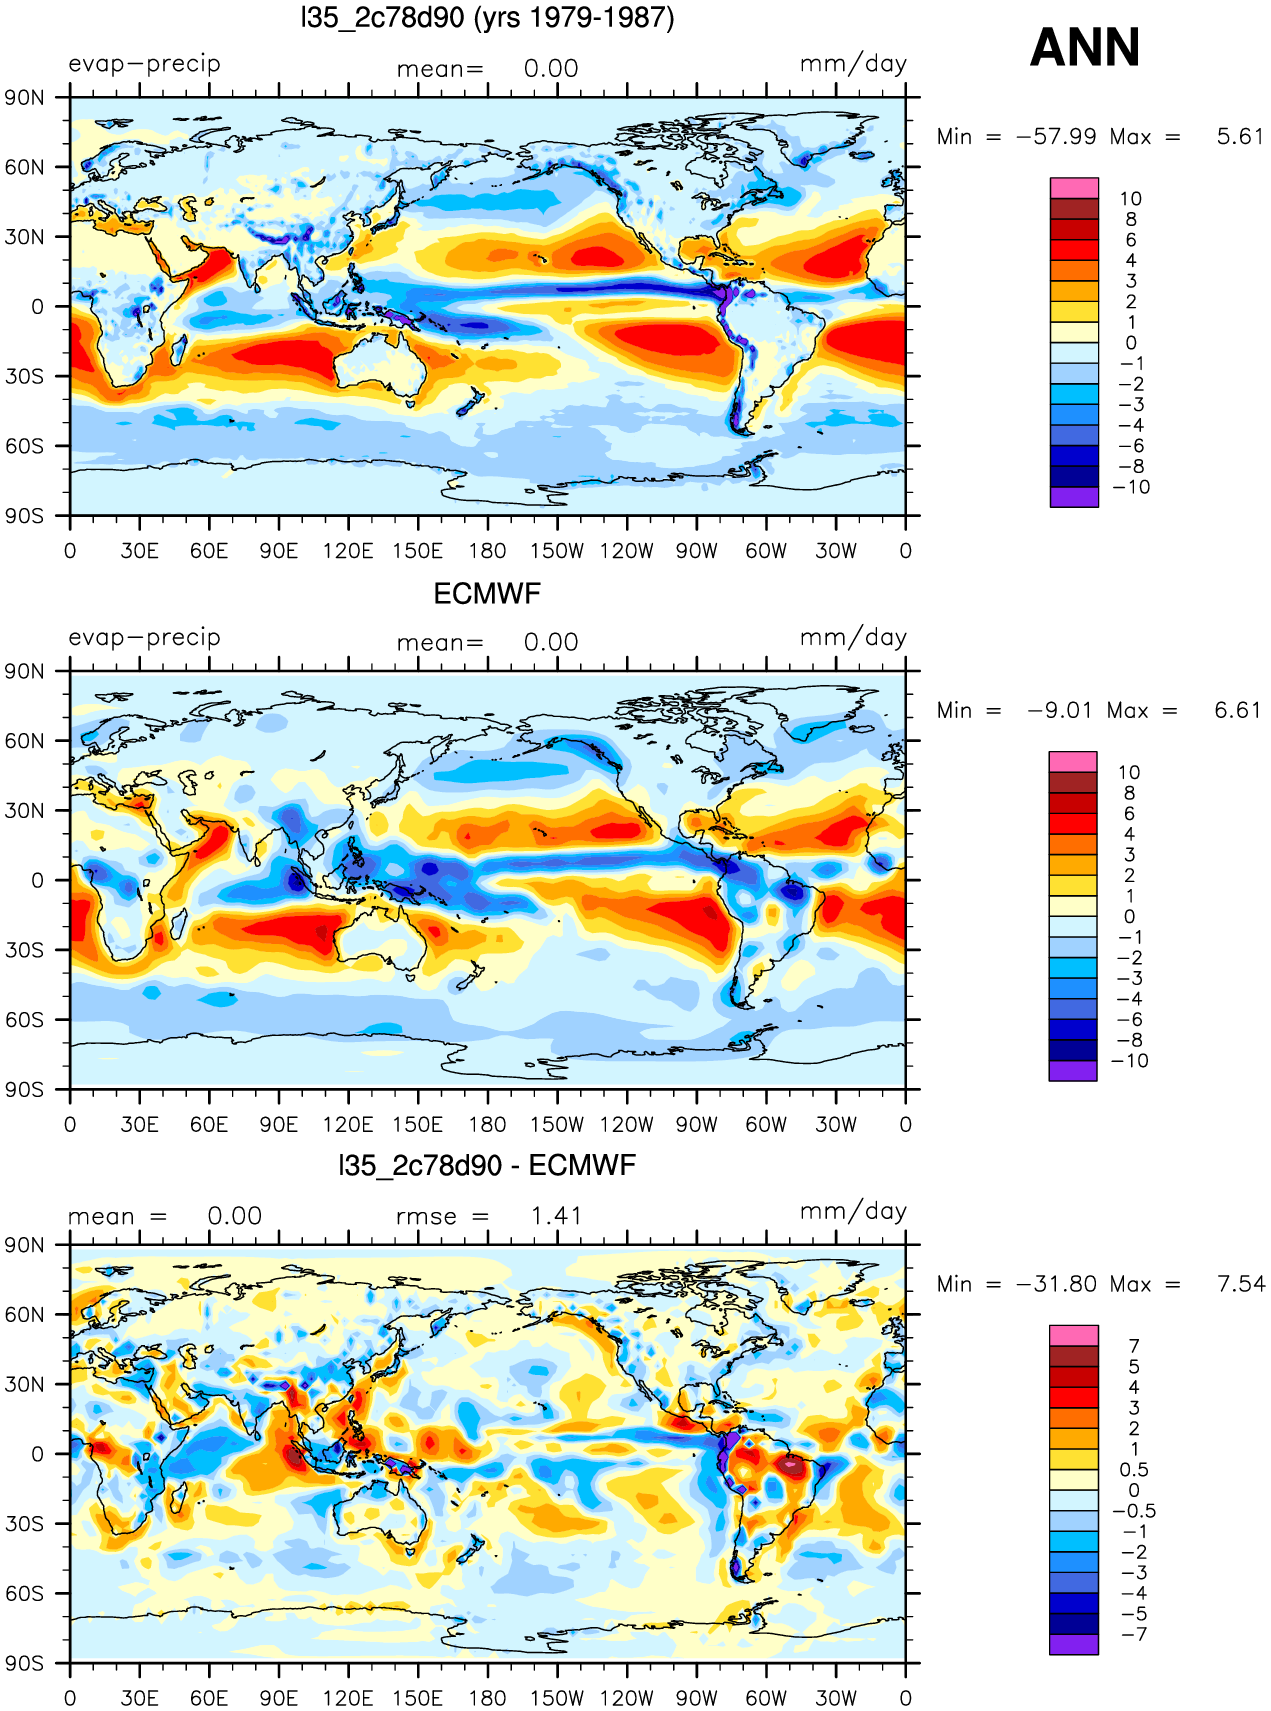 l35_2c78d90 (yrs 1979-1987)
ANN
evap−precip mean= 0.00 mm/day
Min = −57.99 Max = 5.61
90N
60N
30N
0
30S
60S
90S
0 30E 60E 90E 120E 150E 180 150W 120W 90W 60W 30W 0
10
8
6
4
3
2
1
0
−1
−2
−3
−4
−6
−8
−10
ECMWF
evap−precip mean= 0.00 mm/day
Min = −9.01 Max = 6.61
90N
60N
30N
0
30S
60S
90S
0 30E 60E 90E 120E 150E 180 150W 120W 90W 60W 30W 0
10
8
6
4
3
2
1
0
−1
−2
−3
−4
−6
−8
−10
l35_2c78d90 - ECMWF
mean = 0.00 rmse = 1.41 mm/day
Min = −31.80 Max = 7.54
90N
60N
30N
0
30S
60S
90S
0 30E 60E 90E 120E 150E 180 150W 120W 90W 60W 30W 0
7
5
4
3
2
1
0.5
0
−0.5
−1
−2
−3
−4
−5
−7